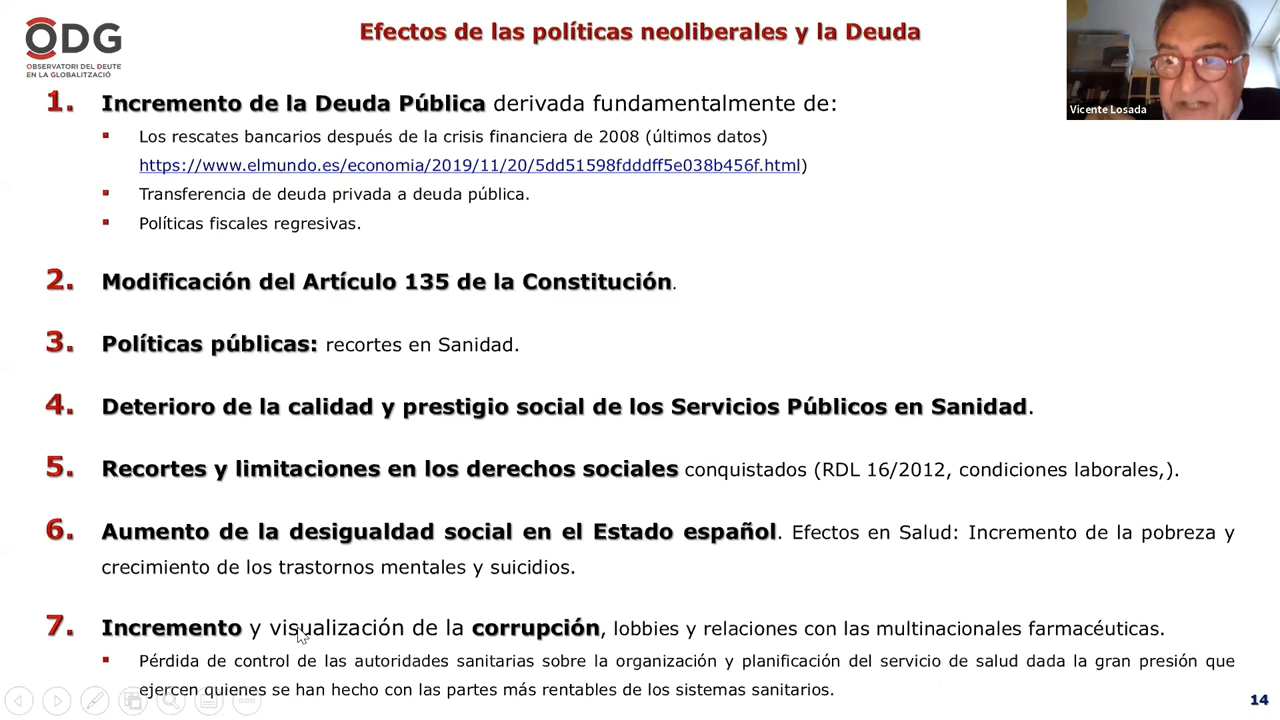 ODG
OBSERVATORI DEL DEUTE
EN LA GLOBALITZACIÓ
Efectos de las políticas neoliberales y la Deuda
Vicente Losada
1. Incremento de la Deuda Pública derivada fundamentalmente de:
Los rescates bancarios después de la crisis financiera de 2008 (últimos datos)
https://www.elmundo.es/economia/2019/11/20/5dd51598fdddff5e038b456f.html)
Transferencia de deuda privada a deuda pública.
Políticas fiscales regresivas.
2. Modificación del Artículo 135 de la Constitución.
3. Políticas públicas: recortes en Sanidad.
4. Deterioro de la calidad y prestigio social de los Servicios Públicos en Sanidad.
5. Recortes y limitaciones en los derechos sociales conquistados (RDL 16/2012, condiciones laborales,).
6. Aumento de la desigualdad social en el Estado español. Efectos en Salud: Incremento de la pobreza y
crecimiento de los trastornos mentales y suicidios.
7. Incremento y visualización de la corrupción, lobbies y relaciones con las multinacionales farmacéuticas.
Pérdida de control de las autoridades sanitarias sobre la organización y planificación del servicio de salud dada la gran presión que
ejercen quienes se han hecho con las partes más rentables de los sistemas sanitarios.
14